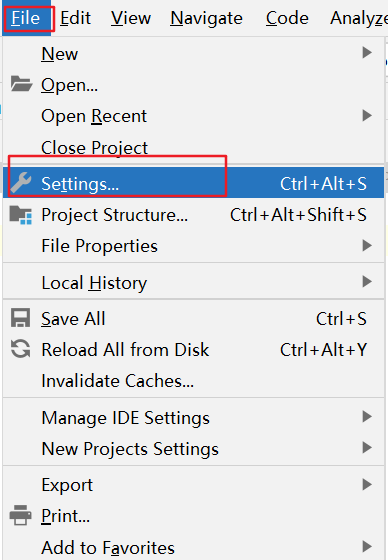 File Edit View Navigate Code Analyze
New
Open...
Open Recent
Close Project
Settings... Ctrl+Alt+S
Project Structure... Ctrl+Alt+Shift+S
File Properties
Local History
Save All Ctrl+S
Reload All from Disk Ctrl+Alt+Y
Invalidate Caches...
Manage IDE Settings
New Projects Settings
Export
Print...
Add to Favorites